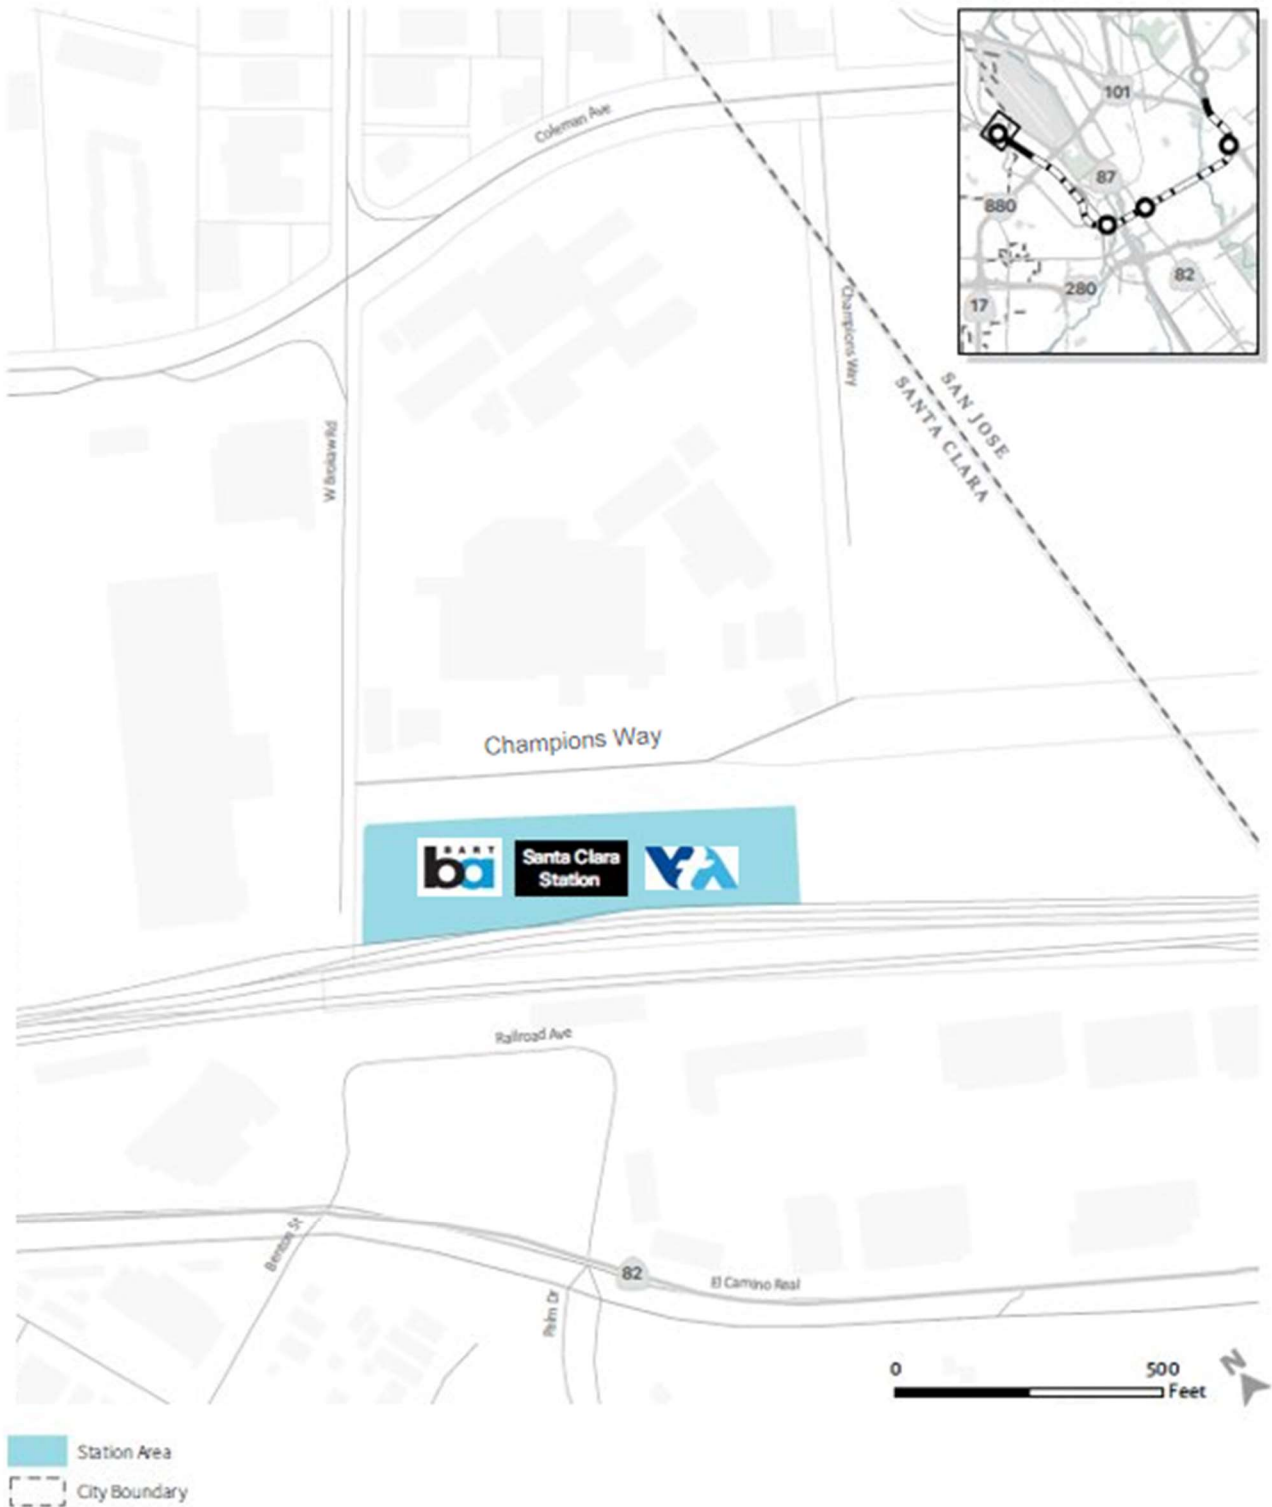 Coleman Ave
101
87
880
280
82
17
Champions Way
SAN JOSE
SANTA CLARA
W Brokaw Rd
Champions Way
BART
ba
Santa Clara
Station
VTA
Railroad Ave
Benton St
82
El Camino Real
Palm Dr
0 500
Feet
N
Station Area
City Boundary